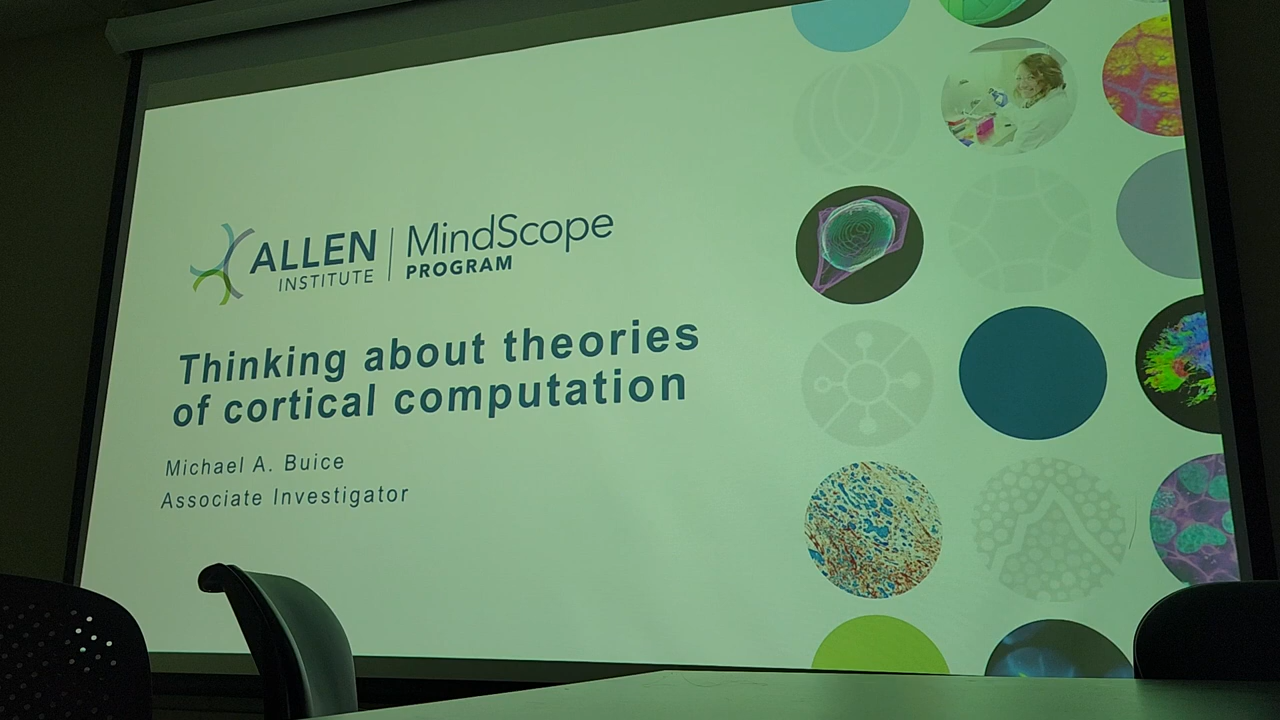 ALLEN
INSTITUTE
MindScope
PROGRAM
Thinking about theories
of cortical computation
Michael A. Buice
Associate Investigator